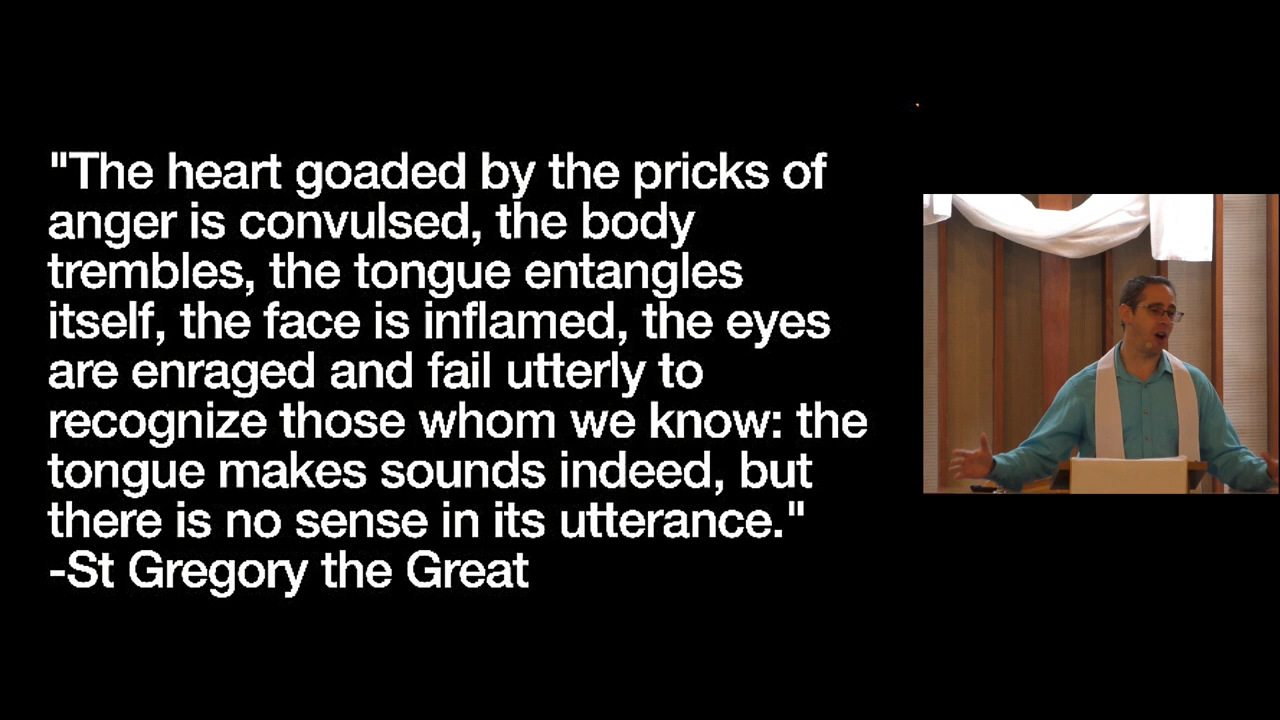 "The heart goaded by the pricks of
anger is convulsed, the body
trembles, the tongue entangles
itself, the face is inflamed, the eyes
are enraged and fail utterly to
recognize those whom we know: the
tongue makes sounds indeed, but
there is no sense in its utterance."
-St Gregory the Great